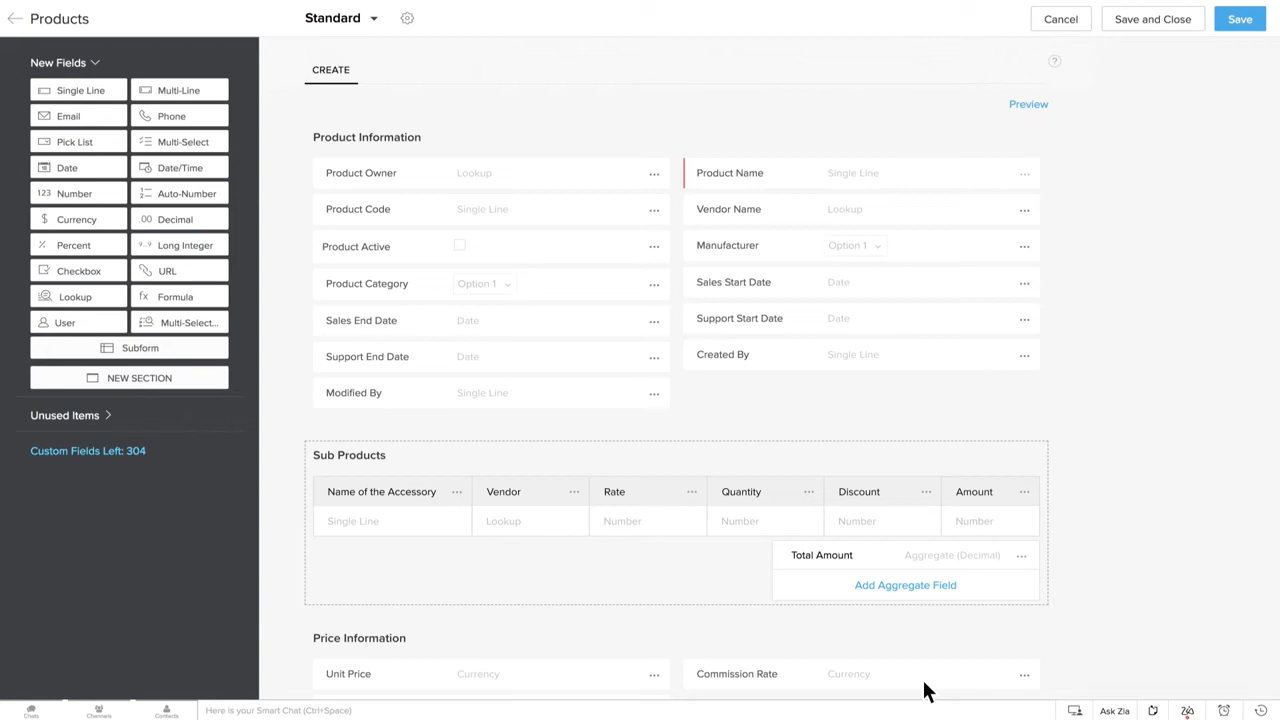 Products
Standard
Cancel
Save and Close
Save
New Fields
Single Line
Multi-Line
Email
Phone
Pick List
Multi-Select
Date
Date/Time
123 Number
Auto-Number
$ Currency
.00 Decimal
% Percent
Long Integer
Checkbox
URL
Lookup
fx Formula
User
Multi-Select...
Subform
NEW SECTION
Unused Items
Custom Fields Left: 304
CREATE
?
Preview
Product Information
Product Owner Lookup ...
Product Name Single Line ...
Product Code Single Line ...
Vendor Name Lookup ...
Product Active ...
Manufacturer Option 1 ...
Product Category Option 1 ...
Sales Start Date Date ...
Sales End Date Date ...
Support Start Date Date ...
Support End Date Date ...
Created By Single Line ...
Modified By Single Line ...
Sub Products
Name of the Accessory ... Vendor ... Rate ... Quantity ... Discount ... Amount ...
Single Line Lookup Number Number Number Number
Total Amount Aggregate (Decimal) ...
Add Aggregate Field
Price Information
Unit Price Currency ...
Commission Rate Currency ...
Chats
Channels
Contacts
Here is your Smart Chat (Ctrl+Space)
Ask Zia